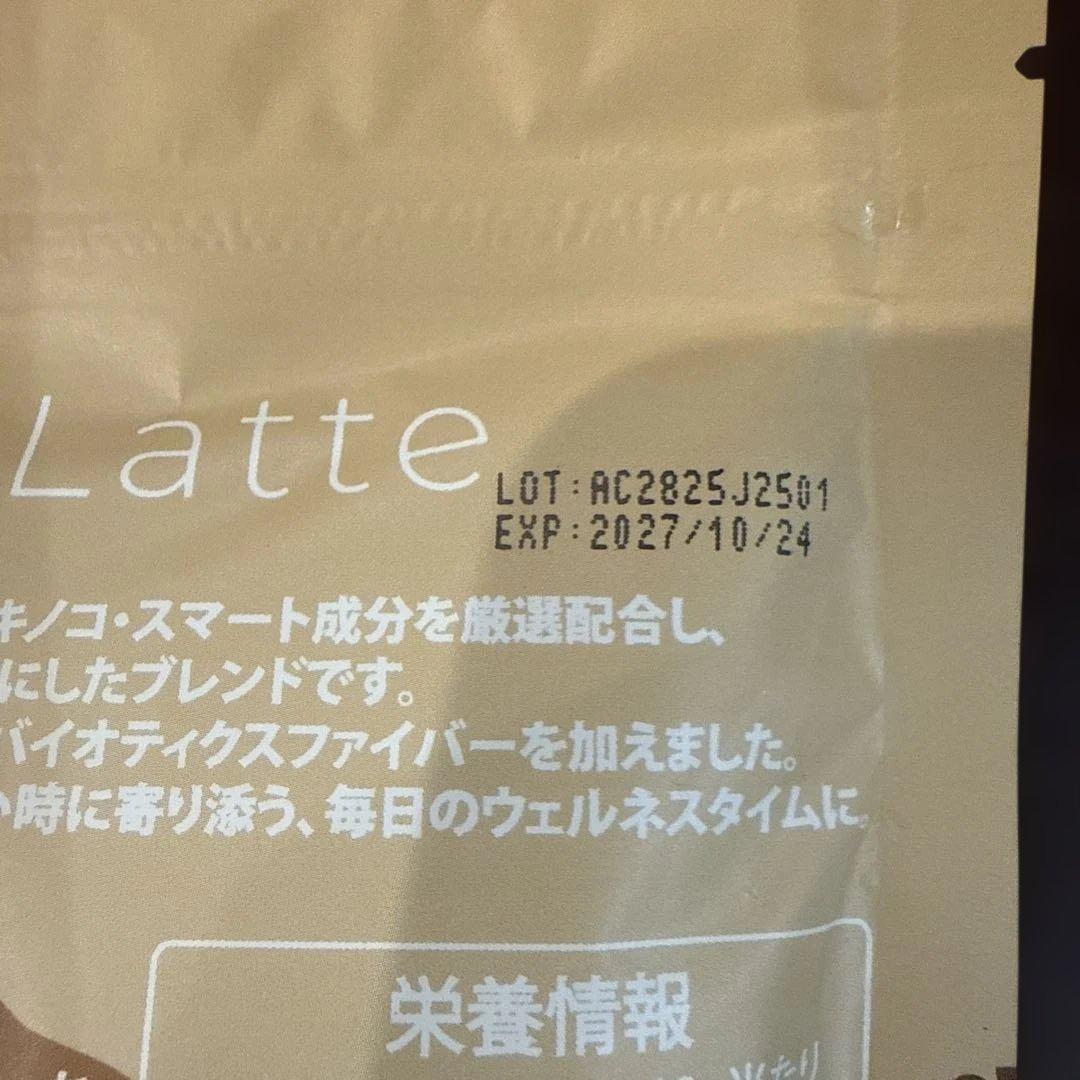 Latte
LOT:AC2825J2501
EXP:2027/10/24
キノコ・スマート成分を厳選配合し、
にしたブレンドです。
バイオティクスファイバーを加えました。
時に寄り添う、毎日のウェルネスタイムに。
栄養情報
当たり